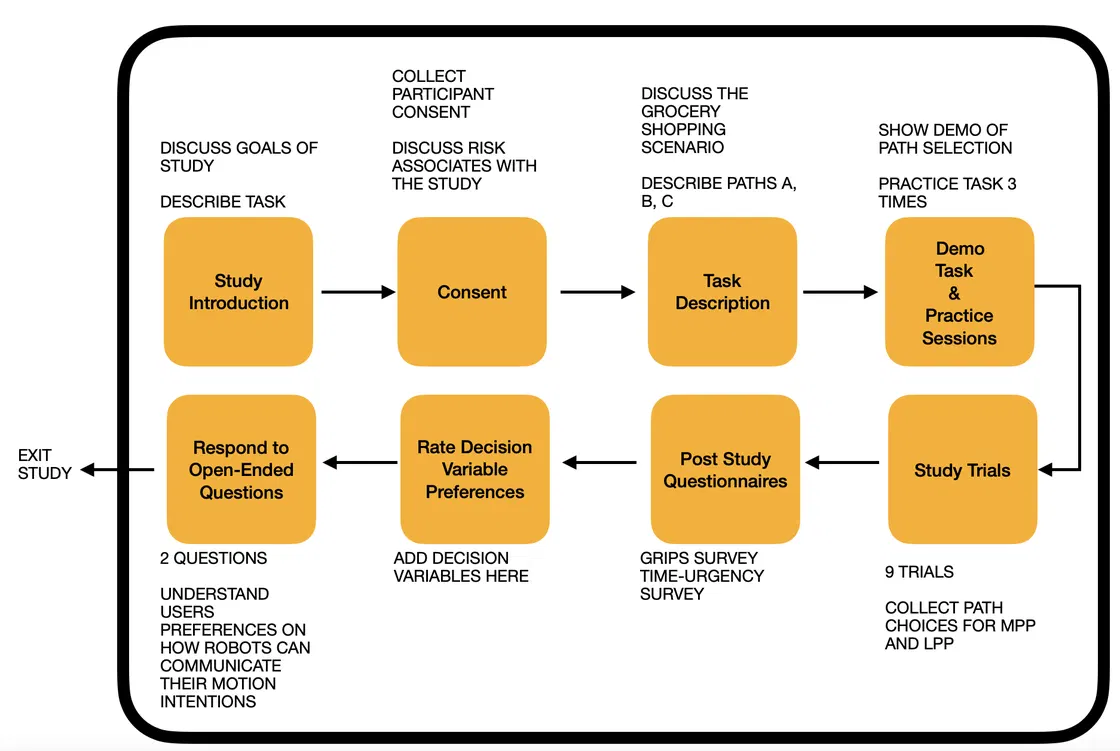 DISCUSS GOALS OF
STUDY
DESCRIBE TASK
Study
Introduction
COLLECT
PARTICIPANT
CONSENT
DISCUSS RISK
ASSOCIATES WITH
THE STUDY
Consent
DISCUSS THE
GROCERY
SHOPPING
SCENARIO
DESCRIBE PATHS A,
B, C
Task
Description
SHOW DEMO OF
PATH SELECTION
PRACTICE TASK 3
TIMES
Demo
Task
&
Practice
Sessions
Study Trials
9 TRIALS
COLLECT PATH
CHOICES FOR MPP
AND LPP
Post Study
Questionnaires
GRIPS SURVEY
TIME-URGENCY
SURVEY
Rate Decision
Variable
Preferences
ADD DECISION
VARIABLES HERE
Respond to
Open-Ended
Questions
2 QUESTIONS
UNDERSTAND
USERS
PREFERENCES ON
HOW ROBOTS CAN
COMMUNICATE
THEIR MOTION
INTENTIONS
EXIT
STUDY